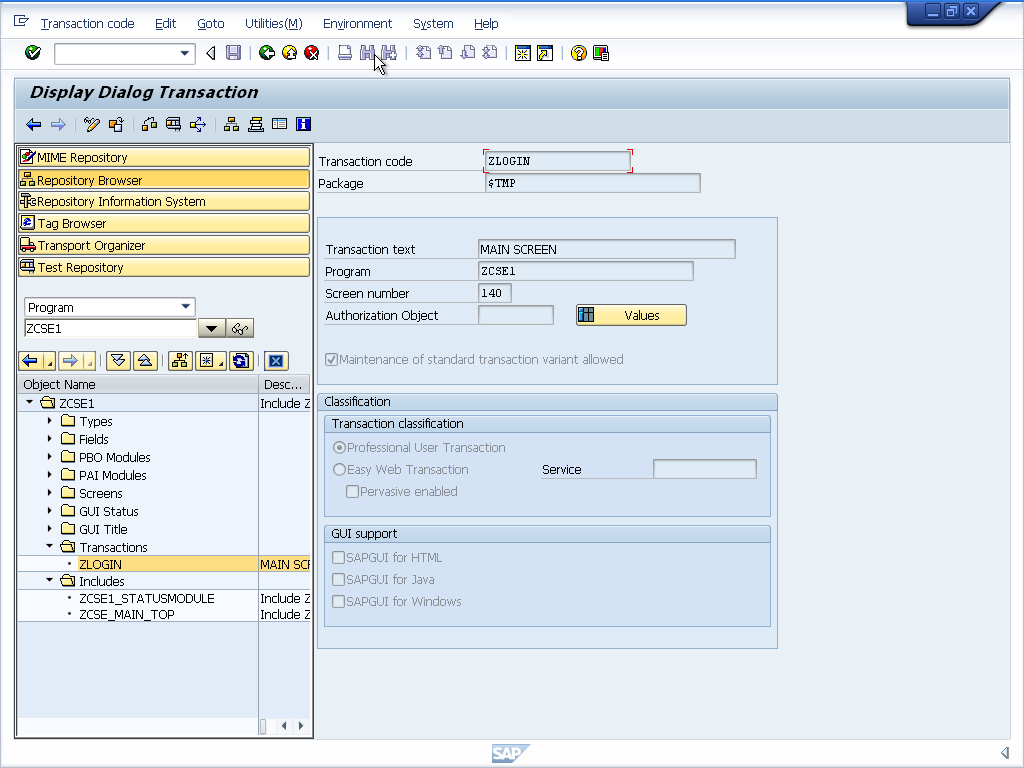 Transaction code Edit Goto Utilities(M) Environment System Help
Display Dialog Transaction
MIME Repository
Repository Browser
Repository Information System
Tag Browser
Transport Organizer
Test Repository
Program
ZCSE1
Object Name Desc...
ZCSE1 Include Z
Types
Fields
PBO Modules
PAI Modules
Screens
GUI Status
GUI Title
Transactions
ZLOGIN MAIN SCR
Includes
ZCSE1_STATUSMODULE Include Z
ZCSE_MAIN_TOP Include Z
Transaction code ZLOGIN
Package $TMP
Transaction text MAIN SCREEN
Program ZCSE1
Screen number 140
Authorization Object Values
Maintenance of standard transaction variant allowed
Classification
Transaction classification
Professional User Transaction
Easy Web Transaction Service
Pervasive enabled
GUI support
SAPGUI for HTML
SAPGUI for Java
SAPGUI for Windows
SAP